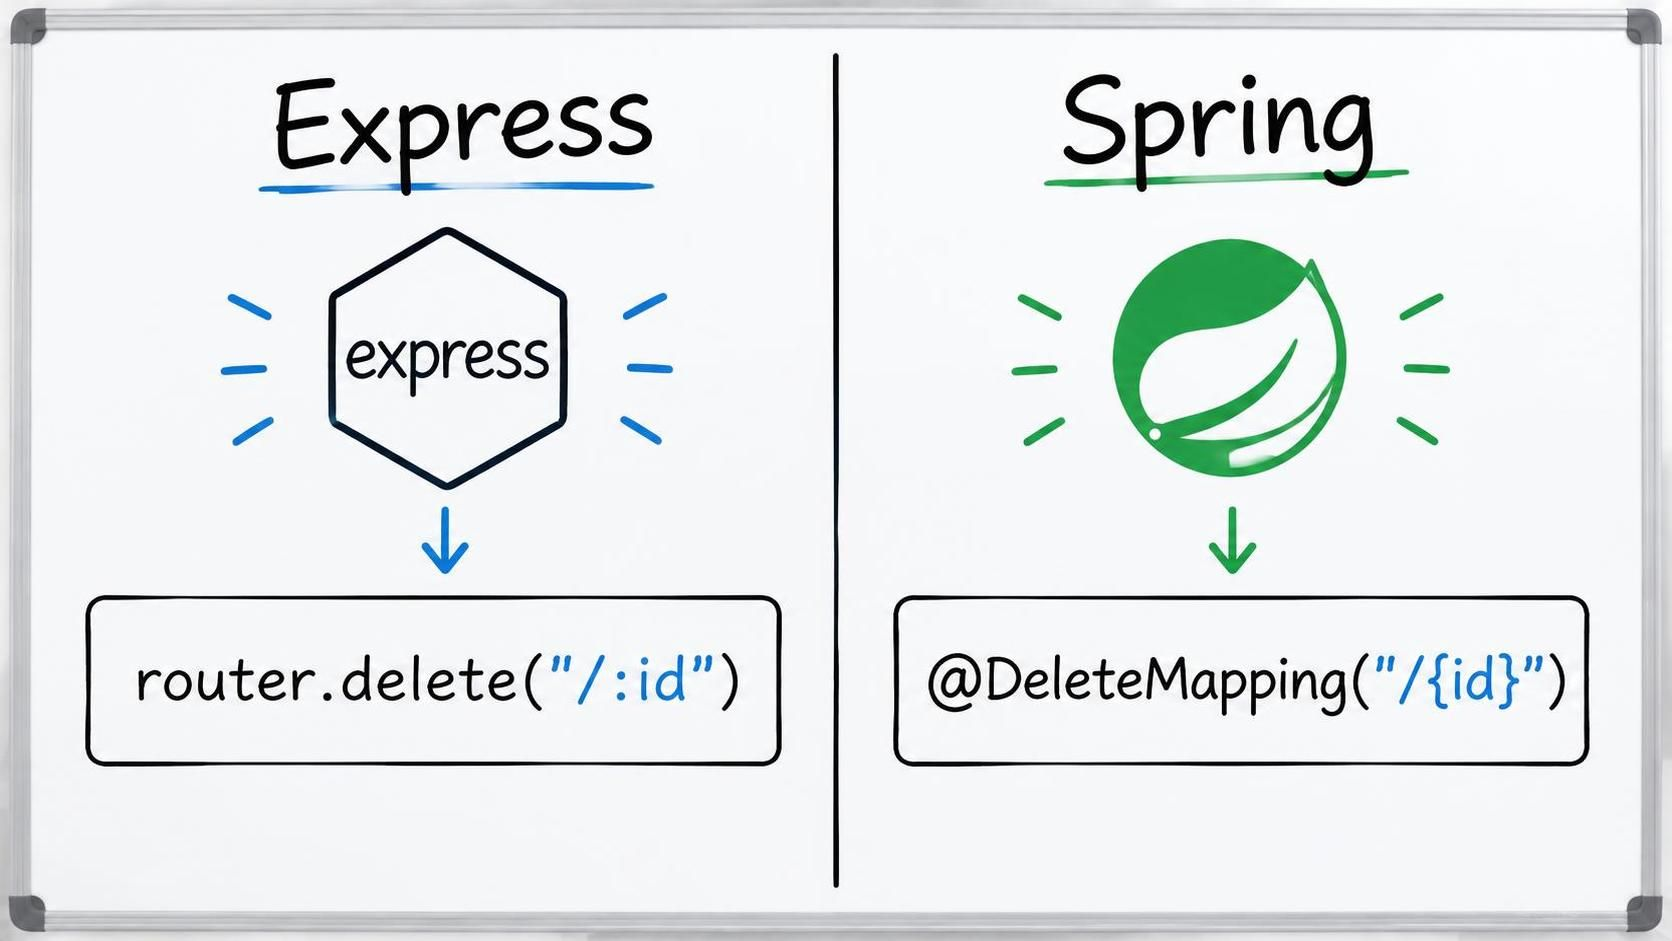 Express
express
router.delete("/:id")
Spring
@DeleteMapping("/{id}")